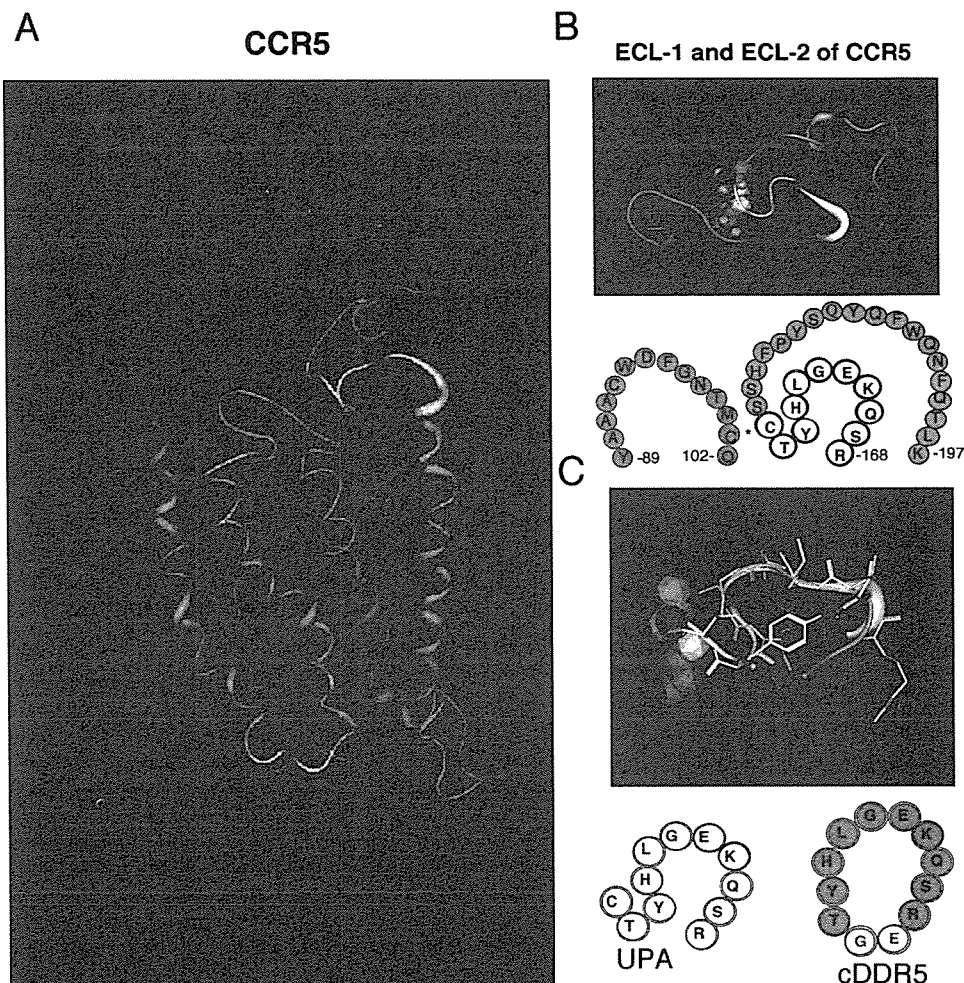 A
CCR5
B
ECL-1 and ECL-2 of CCR5
Y A A A C W D F G N T M C Q
-89
102-
*
R S Q K E G L H Y T C S S H F P Y S Q Y Q F W Q N F Q T L K
-168
-197
C
C T Y H L G E K Q S R
UPA
T Y H L G E K Q S R E G
cDDR5